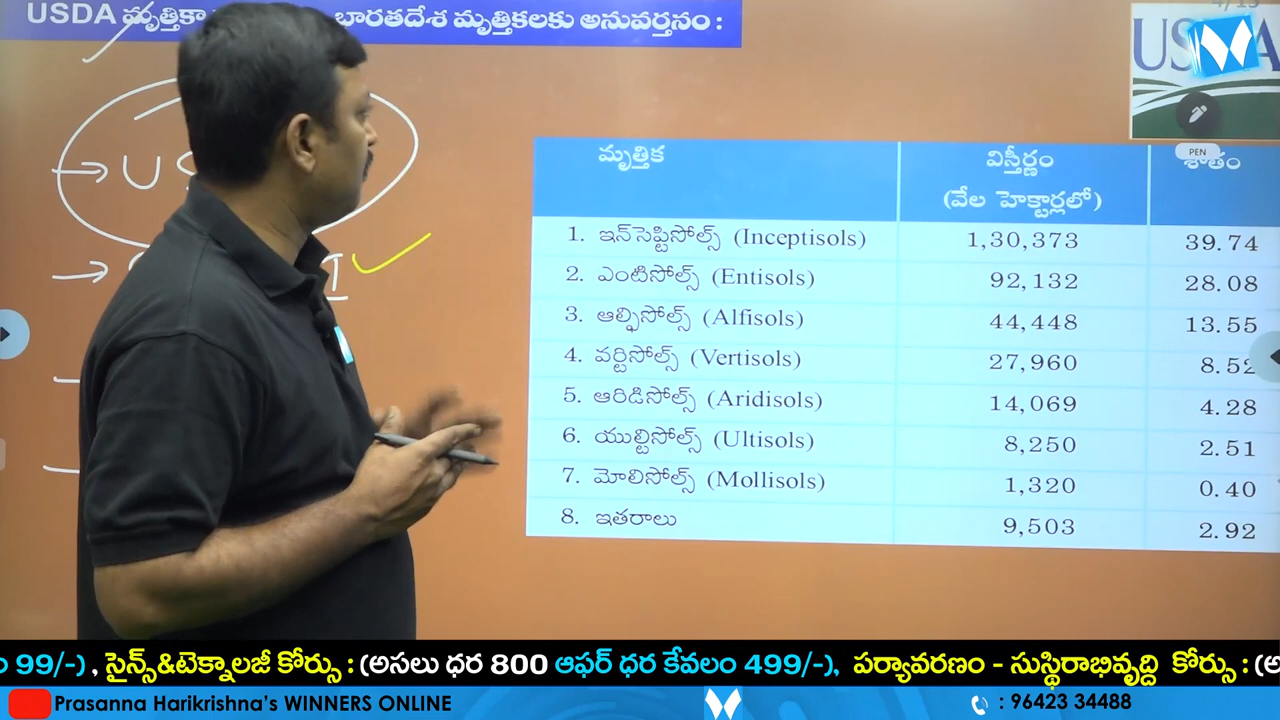 USDA భారతదేశ మృత్తికలకు అనువర్తనం :
PEN
మృత్తిక విస్తీర్ణం (వేల హెక్టార్లలో) శాతం
1. ఇన్‌సెప్టిసోల్స్ (Inceptisols) 1,30,373 39.74
2. ఎంటిసోల్స్ (Entisols) 92,132 28.08
3. ఆల్ఫిసోల్స్ (Alfisols) 44,448 13.55
4. వర్టిసోల్స్ (Vertisols) 27,960 8.52
5. ఆరిడిసోల్స్ (Aridisols) 14,069 4.28
6. యుల్టిసోల్స్ (Ultisols) 8,250 2.51
7. మోలిసోల్స్ (Mollisols) 1,320 0.40
8. ఇతరాలు 9,503 2.92
99/-) , సైన్స్&టెక్నాలజీ కోర్సు : (అసలు ధర 800 ఆఫర్ ధర కేవలం 499/-), పర్యావరణం - సుస్థిరాభివృద్ధి కోర్సు :
Prasanna Harikrishna's WINNERS ONLINE : 96423 34488